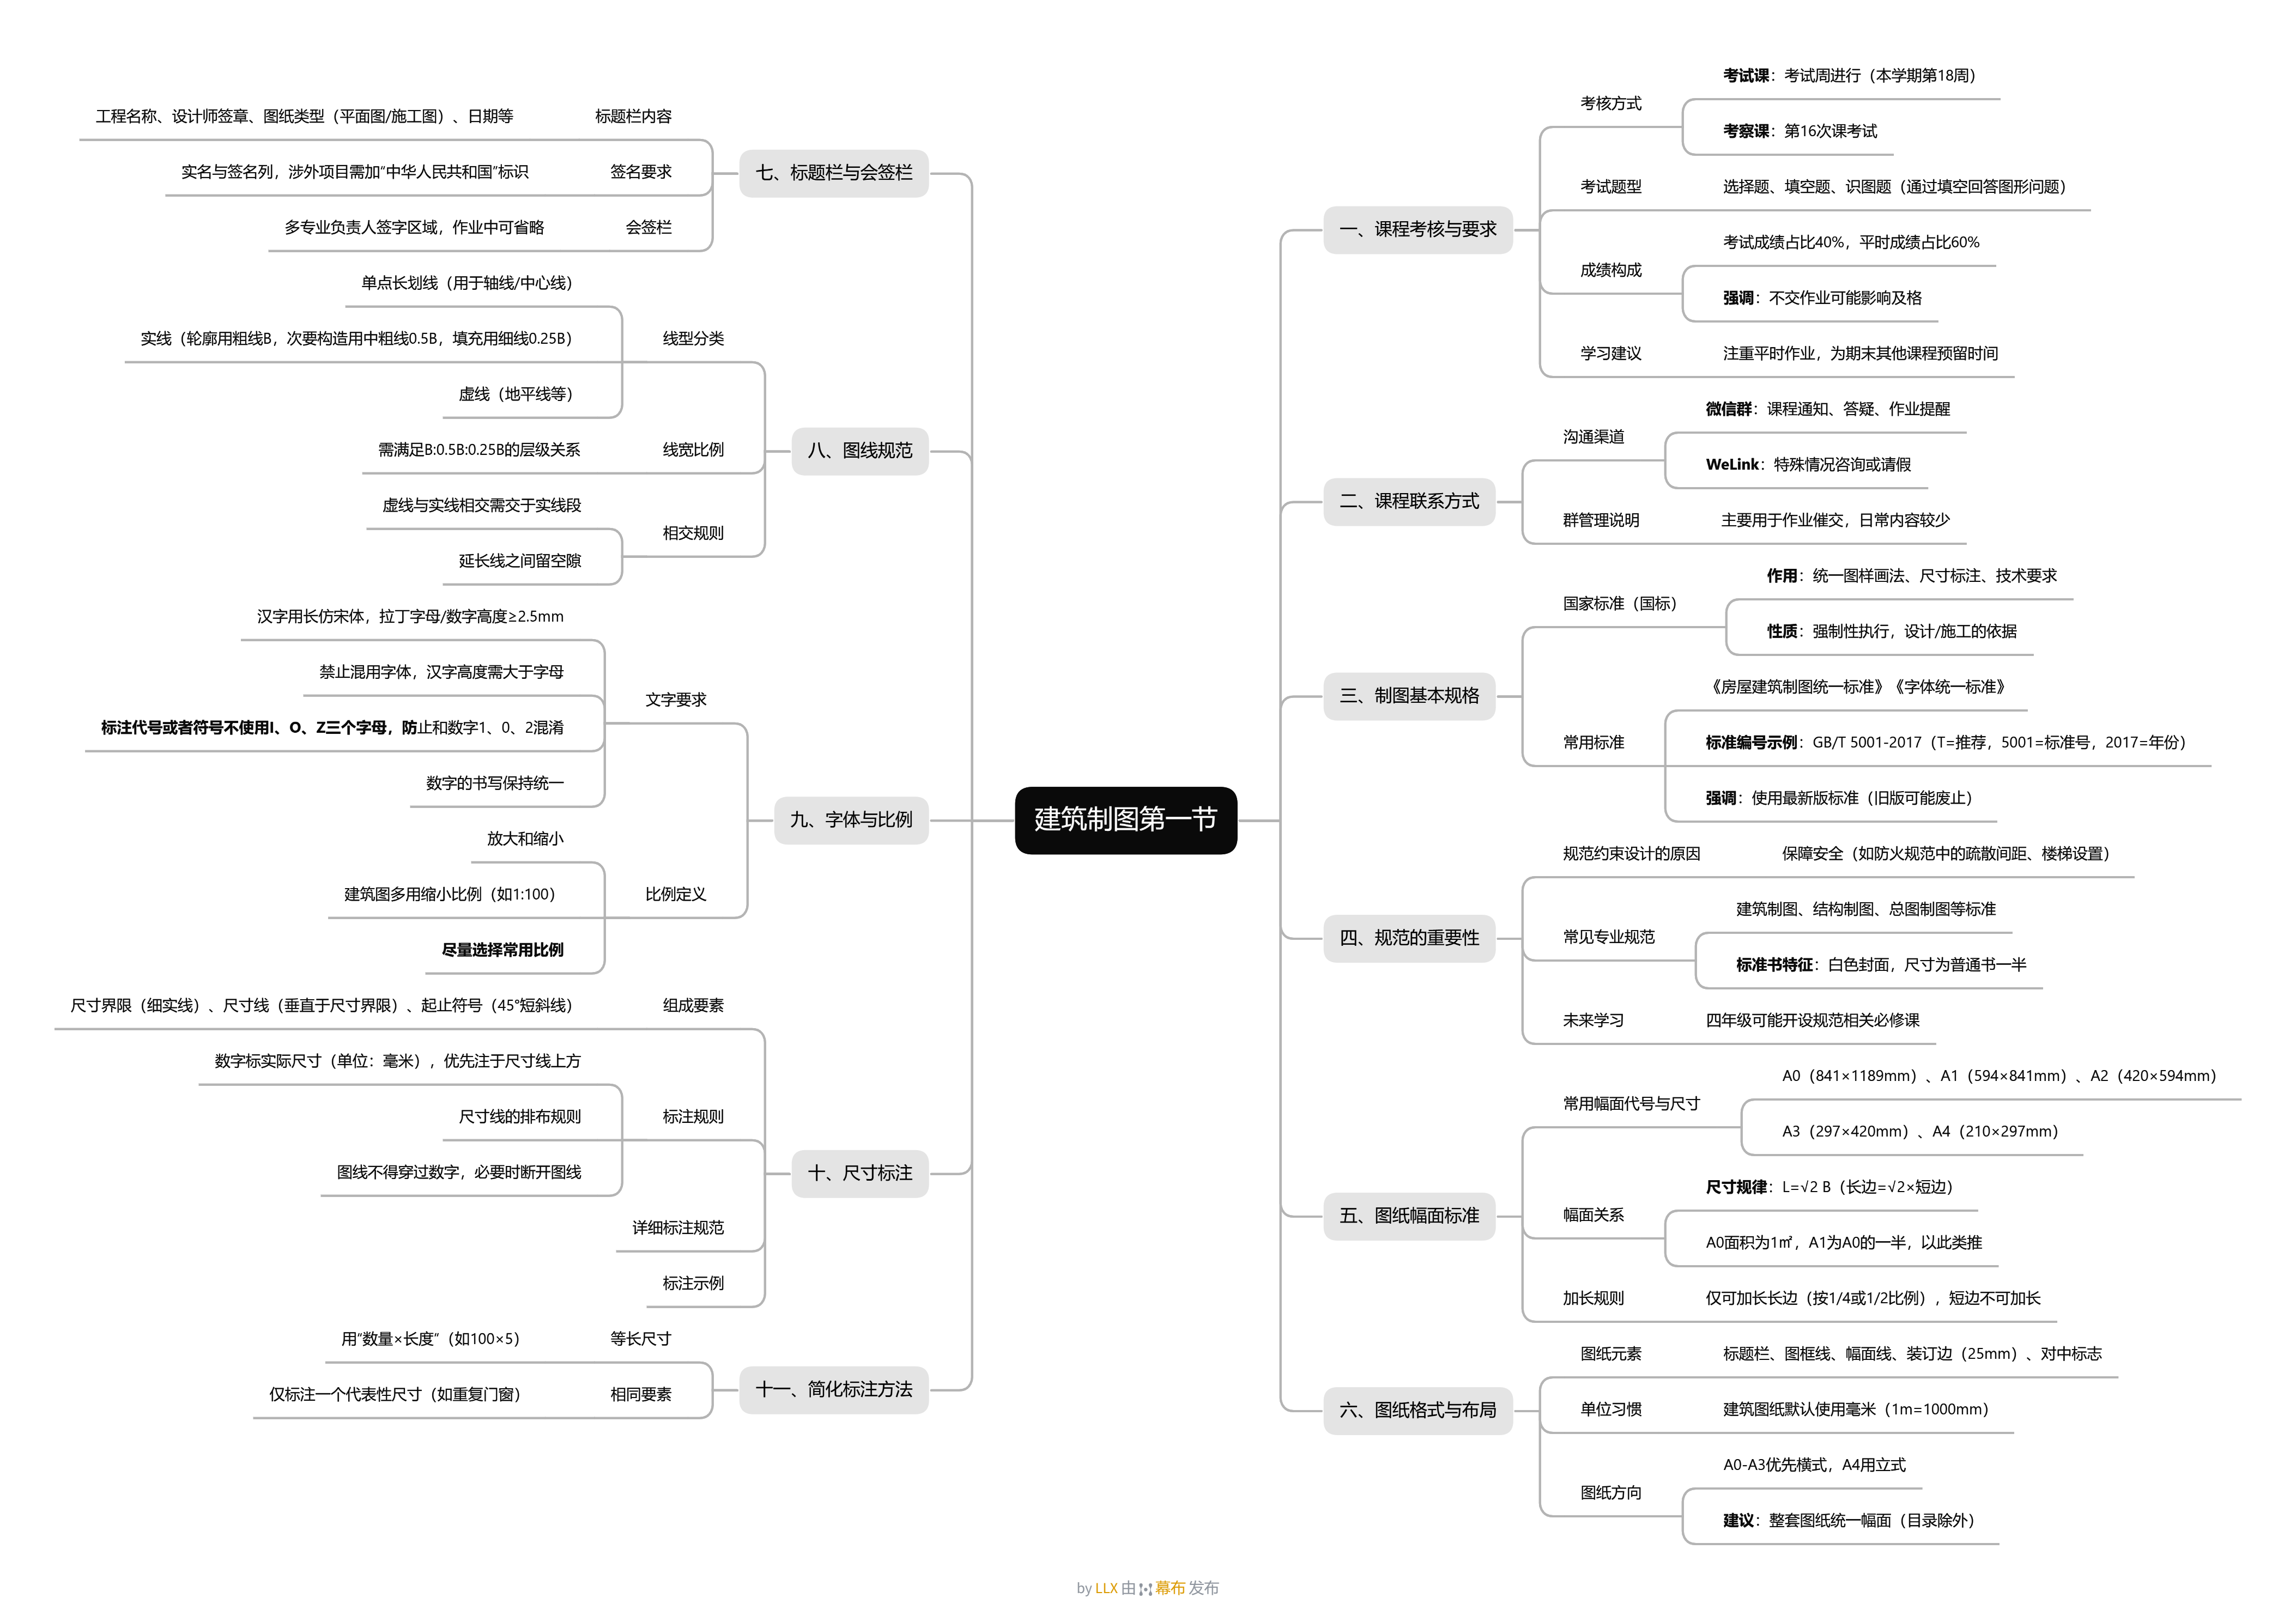 建筑制图第一节
一、课程考核与要求
考核方式
考试课：考试周进行（本学期第18周）
考察课：第16次课考试
考试题型
选择题、填空题、识图题（通过填空回答图形问题）
成绩构成
考试成绩占比40%，平时成绩占比60%
强调：不交作业可能影响及格
学习建议
注重平时作业，为期末其他课程预留时间
二、课程联系方式
沟通渠道
微信群：课程通知、答疑、作业提醒
WeLink：特殊情况咨询或请假
群管理说明
主要用于作业催交，日常内容较少
三、制图基本规格
国家标准（国标）
作用：统一图样画法、尺寸标注、技术要求
性质：强制性执行，设计/施工的依据
常用标准
《房屋建筑制图统一标准》《字体统一标准》
标准编号示例：GB/T 5001-2017（T=推荐，5001=标准号，2017=年份）
强调：使用最新版标准（旧版可能废止）
四、规范的重要性
规范约束设计的原因
保障安全（如防火规范中的疏散间距、楼梯设置）
常见专业规范
建筑制图、结构制图、总图制图等标准
标准书特征：白色封面，尺寸为普通书一半
未来学习
四年级可能开设规范相关必修课
五、图纸幅面标准
常用幅面代号与尺寸
A0（841×1189mm）、A1（594×841mm）、A2（420×594mm）
A3（297×420mm）、A4（210×297mm）
幅面关系
尺寸规律：L=√2 B（长边=√2×短边）
A0面积为1㎡，A1为A0的一半，以此类推
加长规则
仅可加长长边（按1/4或1/2比例），短边不可加长
六、图纸格式与布局
图纸元素
标题栏、图框线、幅面线、装订边（25mm）、对中标志
单位习惯
建筑图纸默认使用毫米（1m=1000mm）
图纸方向
A0-A3优先横式，A4用立式
建议：整套图纸统一幅面（目录除外）
七、标题栏与会签栏
标题栏内容
工程名称、设计师签章、图纸类型（平面图/施工图）、日期等
签名要求
实名与签名列，涉外项目需加“中华人民共和国”标识
会签栏
多专业负责人签字区域，作业中可省略
八、图线规范
线型分类
单点长划线（用于轴线/中心线）
实线（轮廓用粗线B，次要构造用中粗线0.5B，填充用细线0.25B）
虚线（地平线等）
线宽比例
需满足B:0.5B:0.25B的层级关系
相交规则
虚线与实线相交需交于实线段
延长线之间留空隙
九、字体与比例
文字要求
汉字用长仿宋体，拉丁字母/数字高度≥2.5mm
禁止混用字体，汉字高度需大于字母
标注代号或者符号不使用I、O、Z三个字母，防止和数字1、0、2混淆
数字的书写保持统一
比例定义
放大和缩小
建筑图多用缩小比例（如1:100）
尽量选择常用比例
十、尺寸标注
组成要素
尺寸界限（细实线）、尺寸线（垂直于尺寸界限）、起止符号（45°短斜线）
标注规则
数字标实际尺寸（单位：毫米），优先注于尺寸线上方
尺寸线的排布规则
图线不得穿过数字，必要时断开图线
详细标注规范
标注示例
十一、简化标注方法
等长尺寸
用“数量×长度”（如100×5）
相同要素
仅标注一个代表性尺寸（如重复门窗）
by LLX 由 幕布 发布